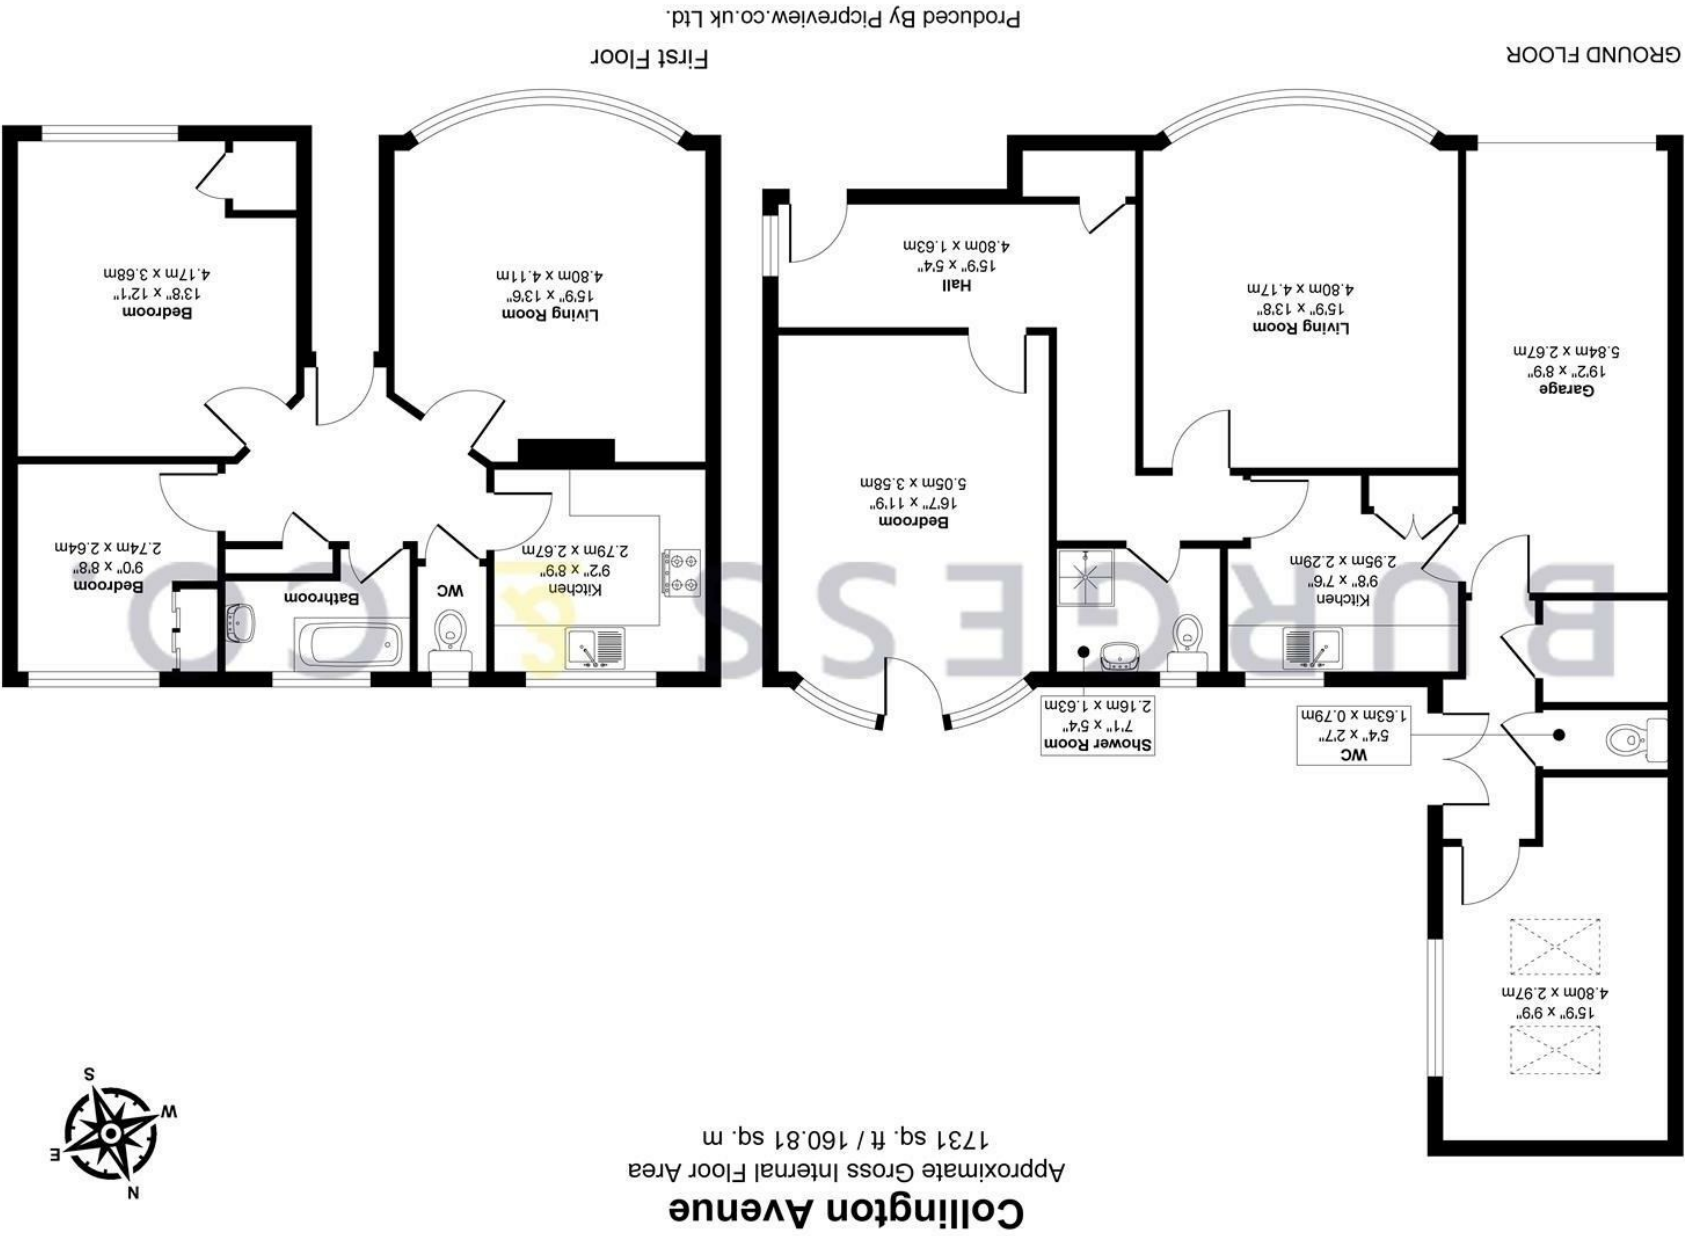 Collington Avenue
Approximate Gross Internal Floor Area
1731 sq. ft / 160.81 sq. m
N
E
W
S
15'9" x 9'9"
4.80m x 2.97m
WC
5'4" x 2'7"
1.63m x 0.79m
Shower Room
7'1" x 5'4"
2.16m x 1.63m
BURGESS & CO.
Kitchen
9'8" x 7'6"
2.95m x 2.29m
Bedroom
16'7" x 11'9"
5.05m x 3.58m
Garage
19'2" x 8'9"
5.84m x 2.67m
Living Room
15'9" x 13'8"
4.80m x 4.17m
Hall
15'9" x 5'4"
4.80m x 1.63m
GROUND FLOOR
Kitchen
9'2" x 8'9"
2.79m x 2.67m
WC
Bathroom
Bedroom
9'0" x 8'8"
2.74m x 2.64m
Living Room
15'9" x 13'6"
4.80m x 4.11m
Bedroom
13'8" x 12'1"
4.17m x 3.68m
First Floor
Produced By Picpreview.co.uk Ltd.